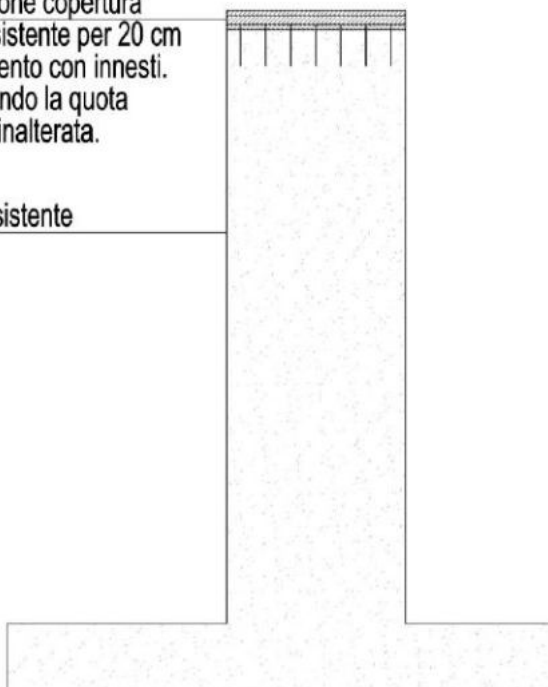 one copertura
sistente per 20 cm
ento con innesti.
ndo la quota
inalterata.
sistente